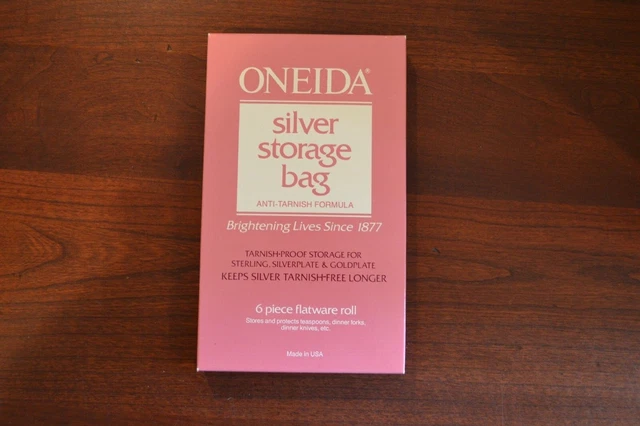 ONEIDA®
silver
storage
bag
ANTI-TARNISH FORMULA
Brightening Lives Since 1877
TARNISH-PROOF STORAGE FOR
STERLING, SILVERPLATE & GOLDPLATE
KEEPS SILVER TARNISH-FREE LONGER
6 piece flatware roll
Stores and protects teaspoons, dinner forks,
dinner knives, etc.
Made in USA